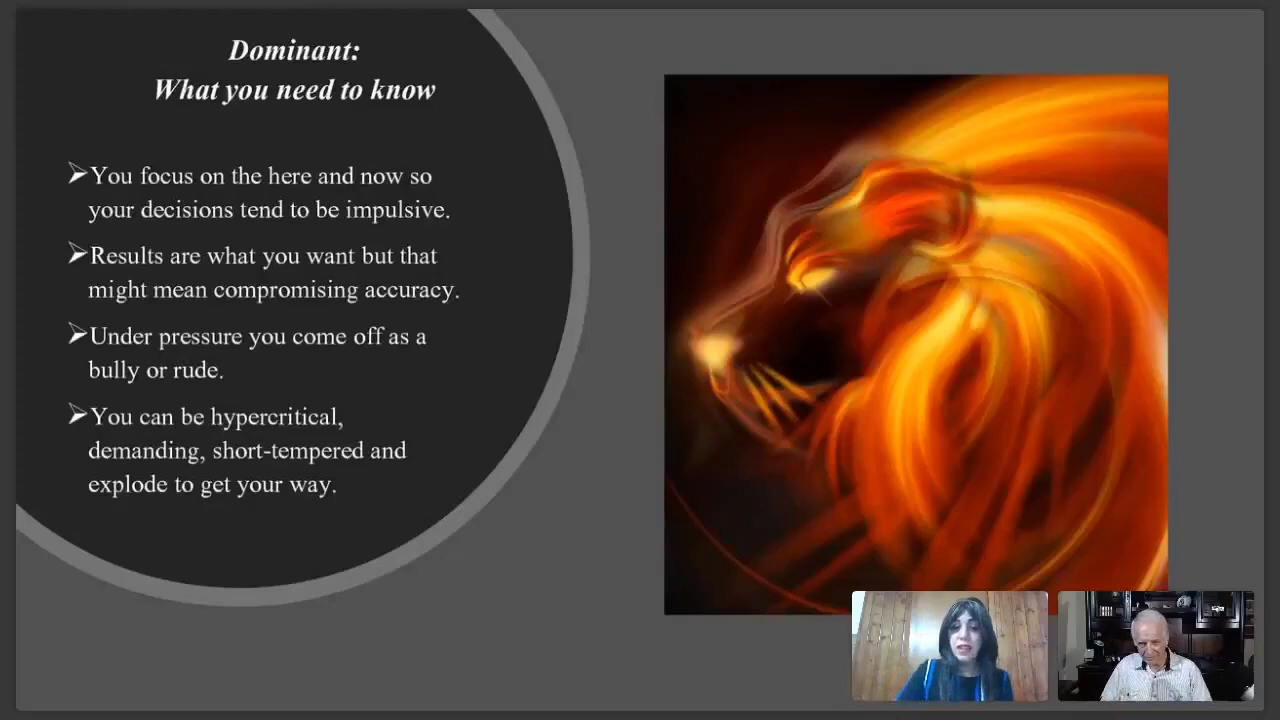 Dominant:
What you need to know
➢You focus on the here and now so
your decisions tend to be impulsive.
➢Results are what you want but that
might mean compromising accuracy.
➢Under pressure you come off as a
bully or rude.
➢You can be hypercritical,
demanding, short-tempered and
explode to get your way.